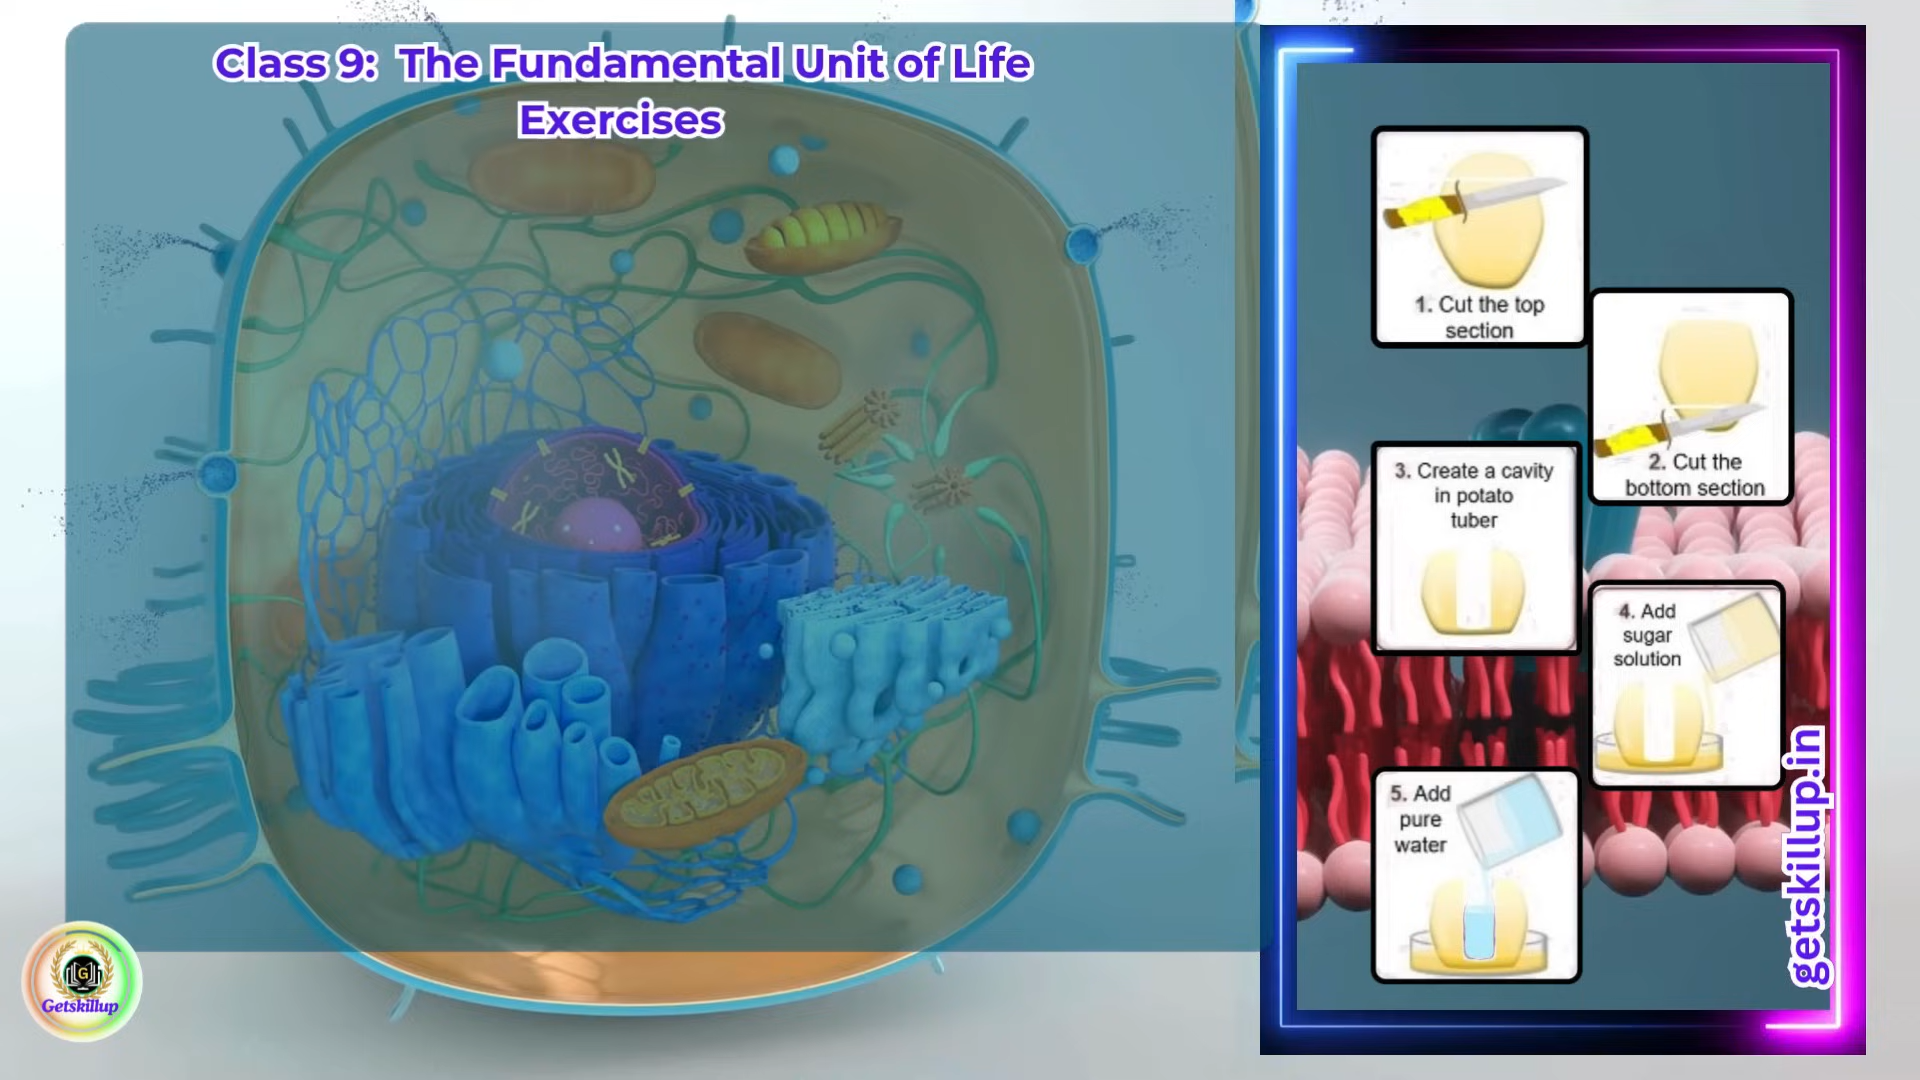 Class 9: The Fundamental Unit of Life
Exercises
1. Cut the top
section
2. Cut the
bottom section
3. Create a cavity
in potato
tuber
4. Add
sugar
solution
5. Add
pure
water
getskillup.in
G
Getskillup